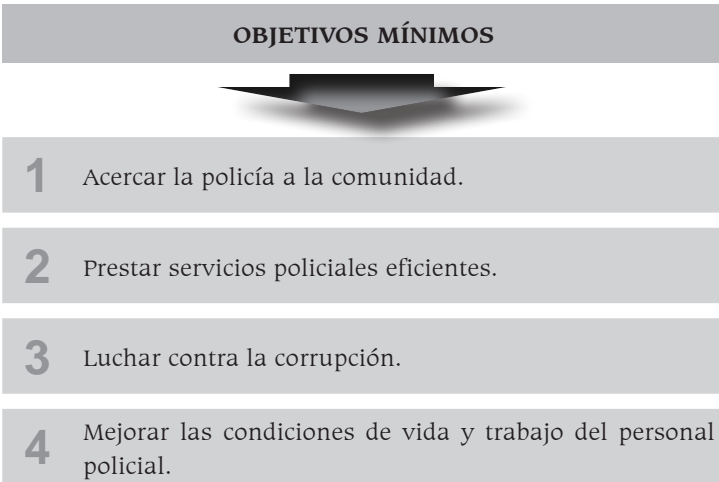 OBJETIVOS MÍNIMOS
1 Acercar la policía a la comunidad.
2 Prestar servicios policiales eficientes.
3 Luchar contra la corrupción.
4 Mejorar las condiciones de vida y trabajo del personal
policial.